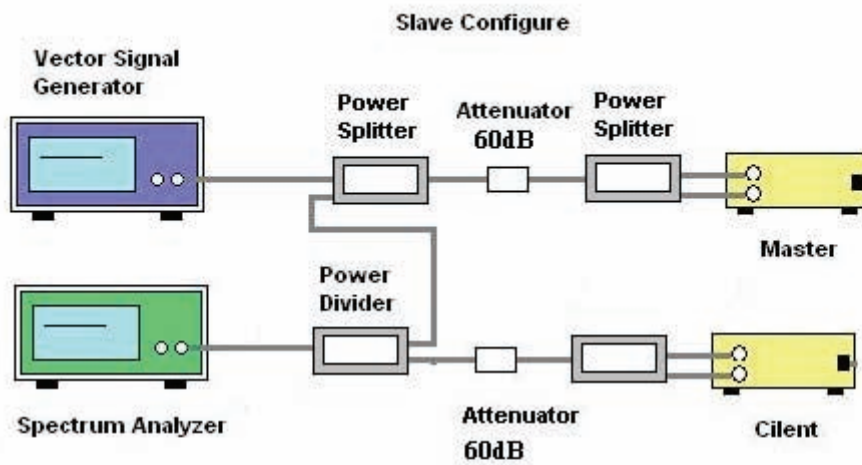 Slave Configure
Vector Signal
Generator
Power
Splitter
Attenuator
60dB
Power
Splitter
Master
Power
Divider
Spectrum Analyzer
Attenuator
60dB
Cilent